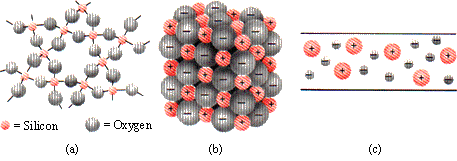 = Silicon = Oxygen
(a) (b) (c)